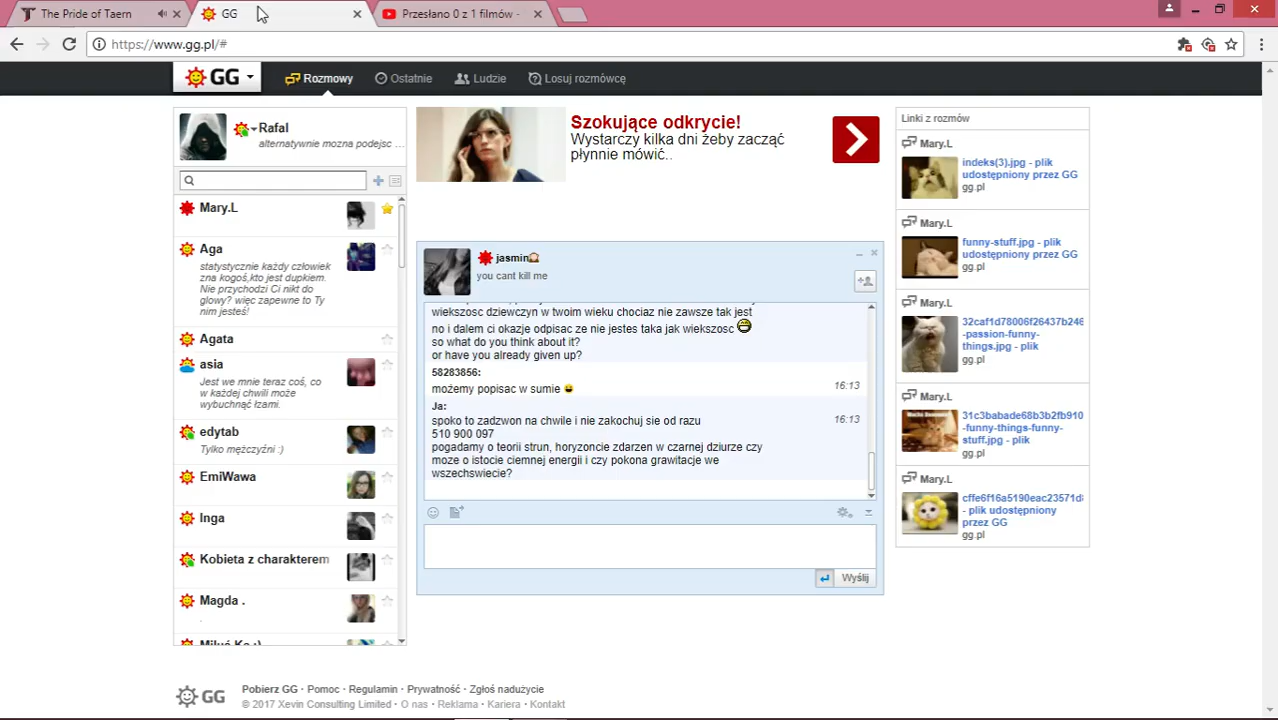 The Pride of Taern
GG
Przesłano 0 z 1 filmów -
https://www.gg.pl/#
GG
Rozmowy
Ostatnie
Ludzie
Losuj rozmówcę
Rafal
alternatywnie mozna podejsc ...
Mary.L
Aga
statystycznie każdy człowiek
zna kogoś,kto jest dupkiem.
Nie przychodzi Ci nikt do
glowy? więc zapewne to Ty
nim jesteś!
Agata
asia
Jest we mnie teraz coś, co
w każdej chwili może
wybuchnąć łzami.
edytab
Tylko mężczyźni :)
EmiWawa
Inga
Kobieta z charakterem
Magda .
.
Szokujące odkrycie!
Wystarczy kilka dni żeby zacząć
płynnie mówić..
jasmin
you cant kill me
wiekszosc dziewczyn w twoim wieku chociaz nie zawsze tak jest
no i dalem ci okazje odpisac ze nie jestes taka jak wiekszosc
so what do you think about it?
or have you already given up?
58283856:
możemy popisac w sumie
16:13
Ja:
spoko to zadzwon na chwile i nie zakochuj sie od razu
16:13
510 900 097
pogadamy o teorii strun, horyzoncie zdarzen w czarnej dziurze czy
moze o istocie ciemnej energii i czy pokona grawitacje we
wszechswiecie?
Wyślij
Linki z rozmów
Mary.L
indeks(3).jpg - plik
udostępniony przez GG
gg.pl
Mary.L
funny-stuff.jpg - plik
udostępniony przez GG
gg.pl
Mary.L
32caf1d78006f26437b246
-passion-funny-
things.jpg - plik
gg.pl
Mary.L
31c3babade68b3b2fb910
-funny-things-funny-
stuff.jpg - plik
gg.pl
Mary.L
cffe6f16a5190eac23571d
- plik udostępniony
przez GG
gg.pl
GG
Pobierz GG · Pomoc · Regulamin · Prywatność · Zgłoś nadużycie
© 2017 Xevin Consulting Limited · O nas · Reklama · Kariera · Kontakt